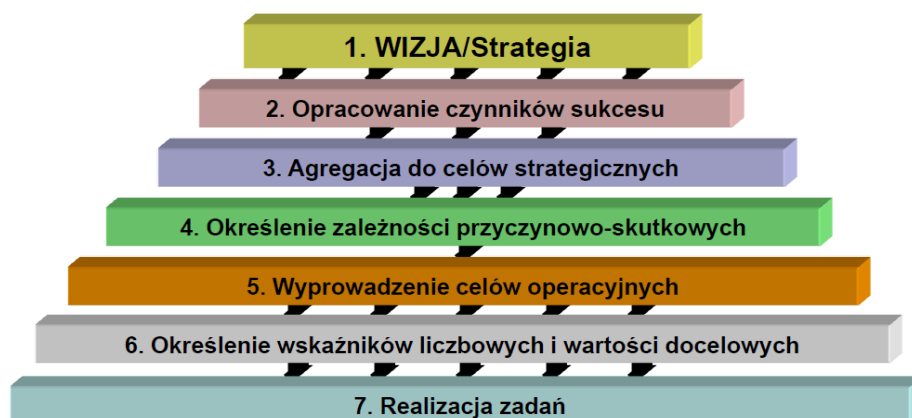 1. WIZJA/Strategia
2. Opracowanie czynników sukcesu
3. Agregacja do celów strategicznych
4. Określenie zależności przyczynowo-skutkowych
5. Wyprowadzenie celów operacyjnych
6. Określenie wskaźników liczbowych i wartości docelowych
7. Realizacja zadań